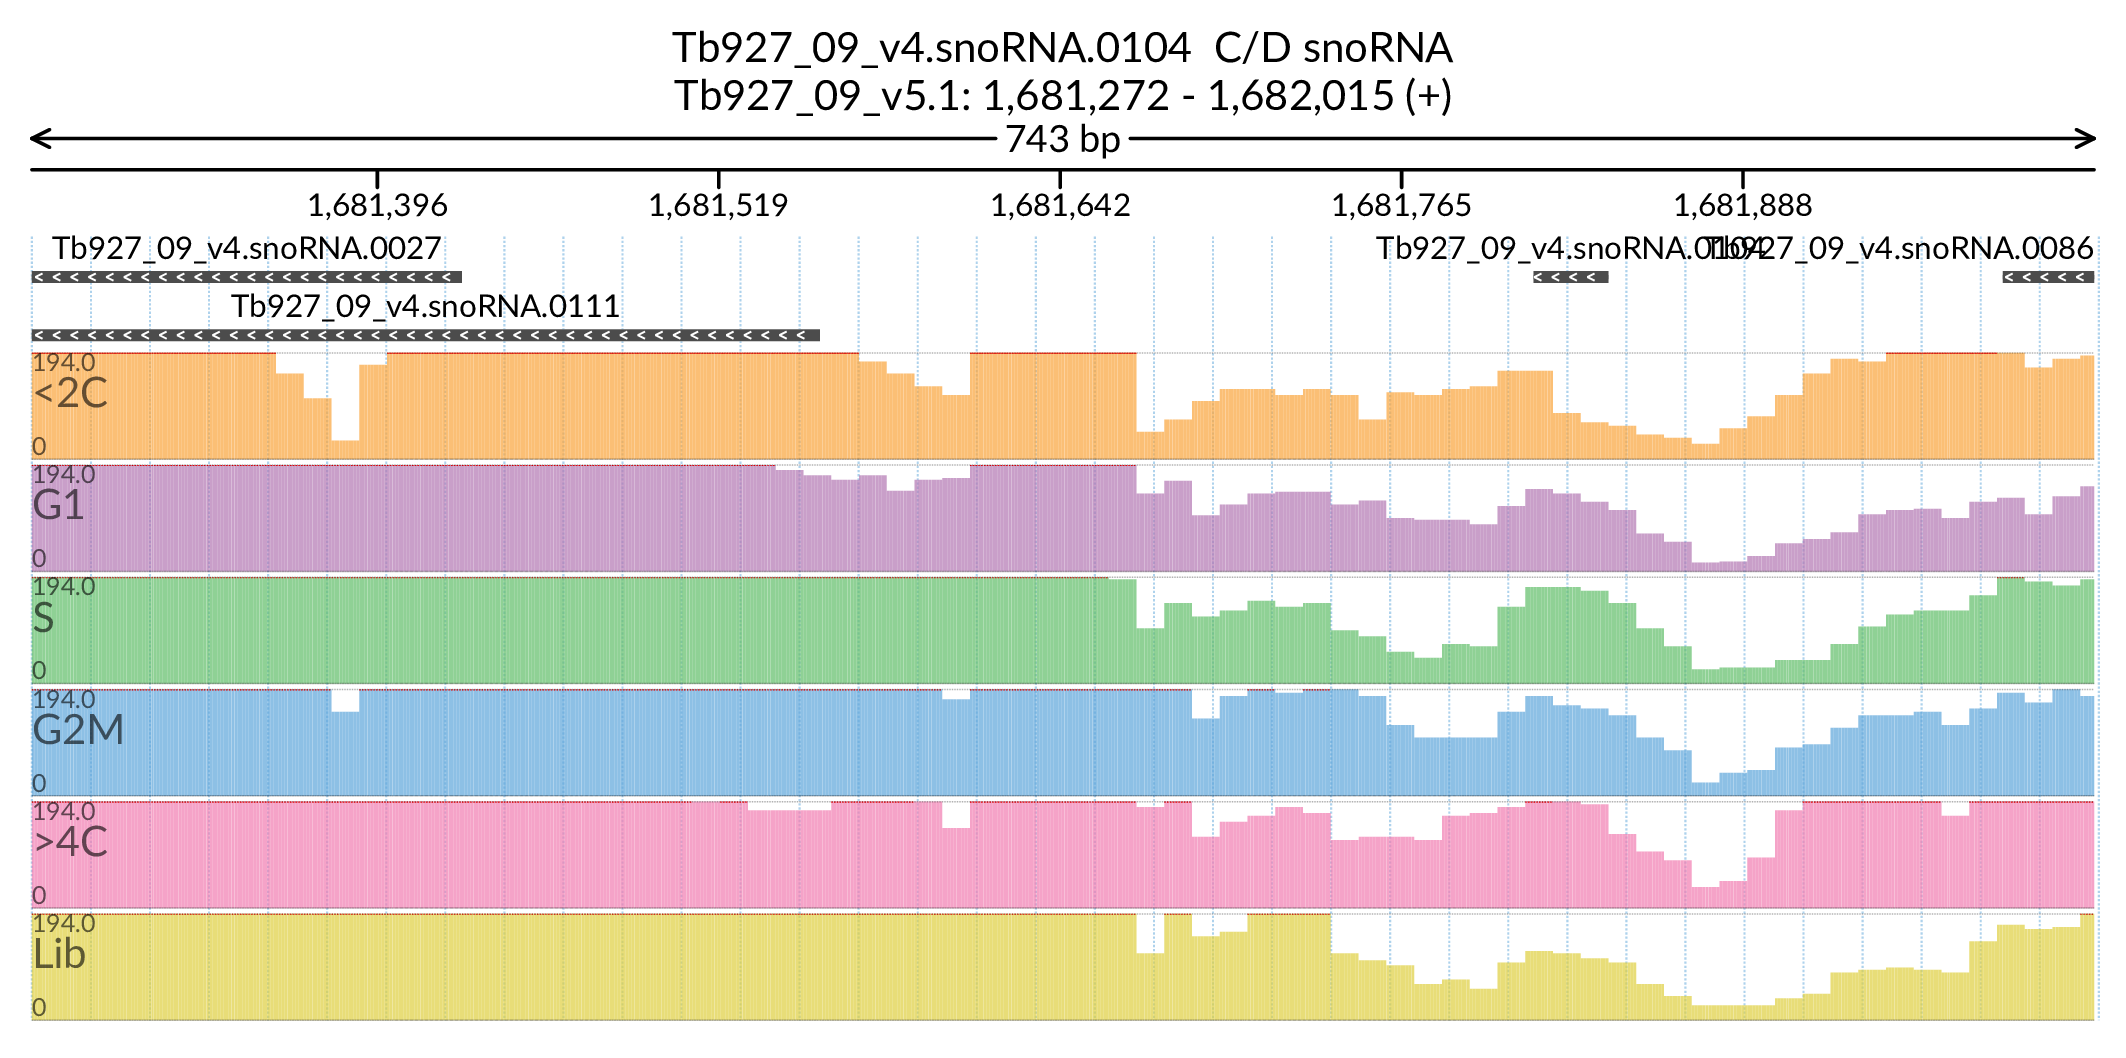 Tb927_09_v4.snoRNA.0104 C/D snoRNA
Tb927_09_v5.1: 1,681,272 - 1,682,015 (+)
743 bp
1,681,396 1,681,519 1,681,642 1,681,765 1,681,888
Tb927_09_v4.snoRNA.0027 Tb927_09_v4.snoRNA.0104 Tb927_09_v4.snoRNA.0086
Tb927_09_v4.snoRNA.0111
194.0
<2C
0
194.0
G1
0
194.0
S
0
194.0
G2M
0
194.0
>4C
0
194.0
Lib
0